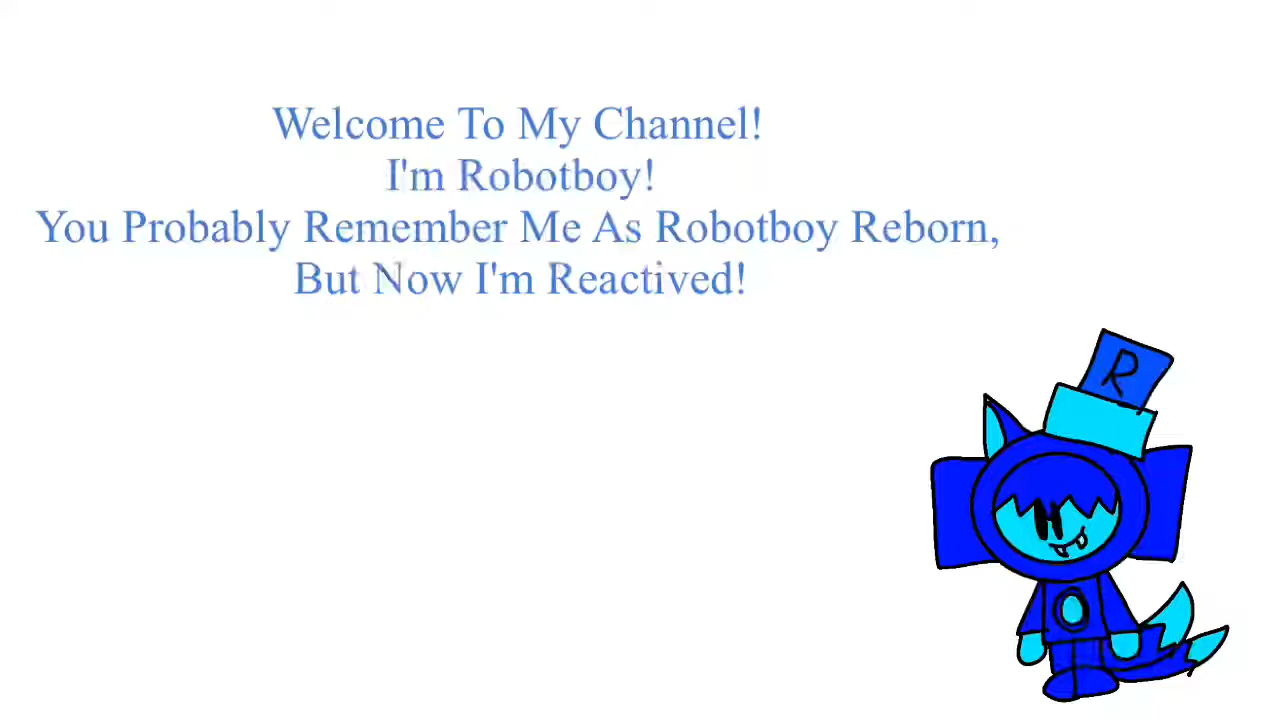 Welcome To My Channel!
I'm Robotboy!
You Probably Remember Me As Robotboy Reborn,
But Now I'm Reactived!
R